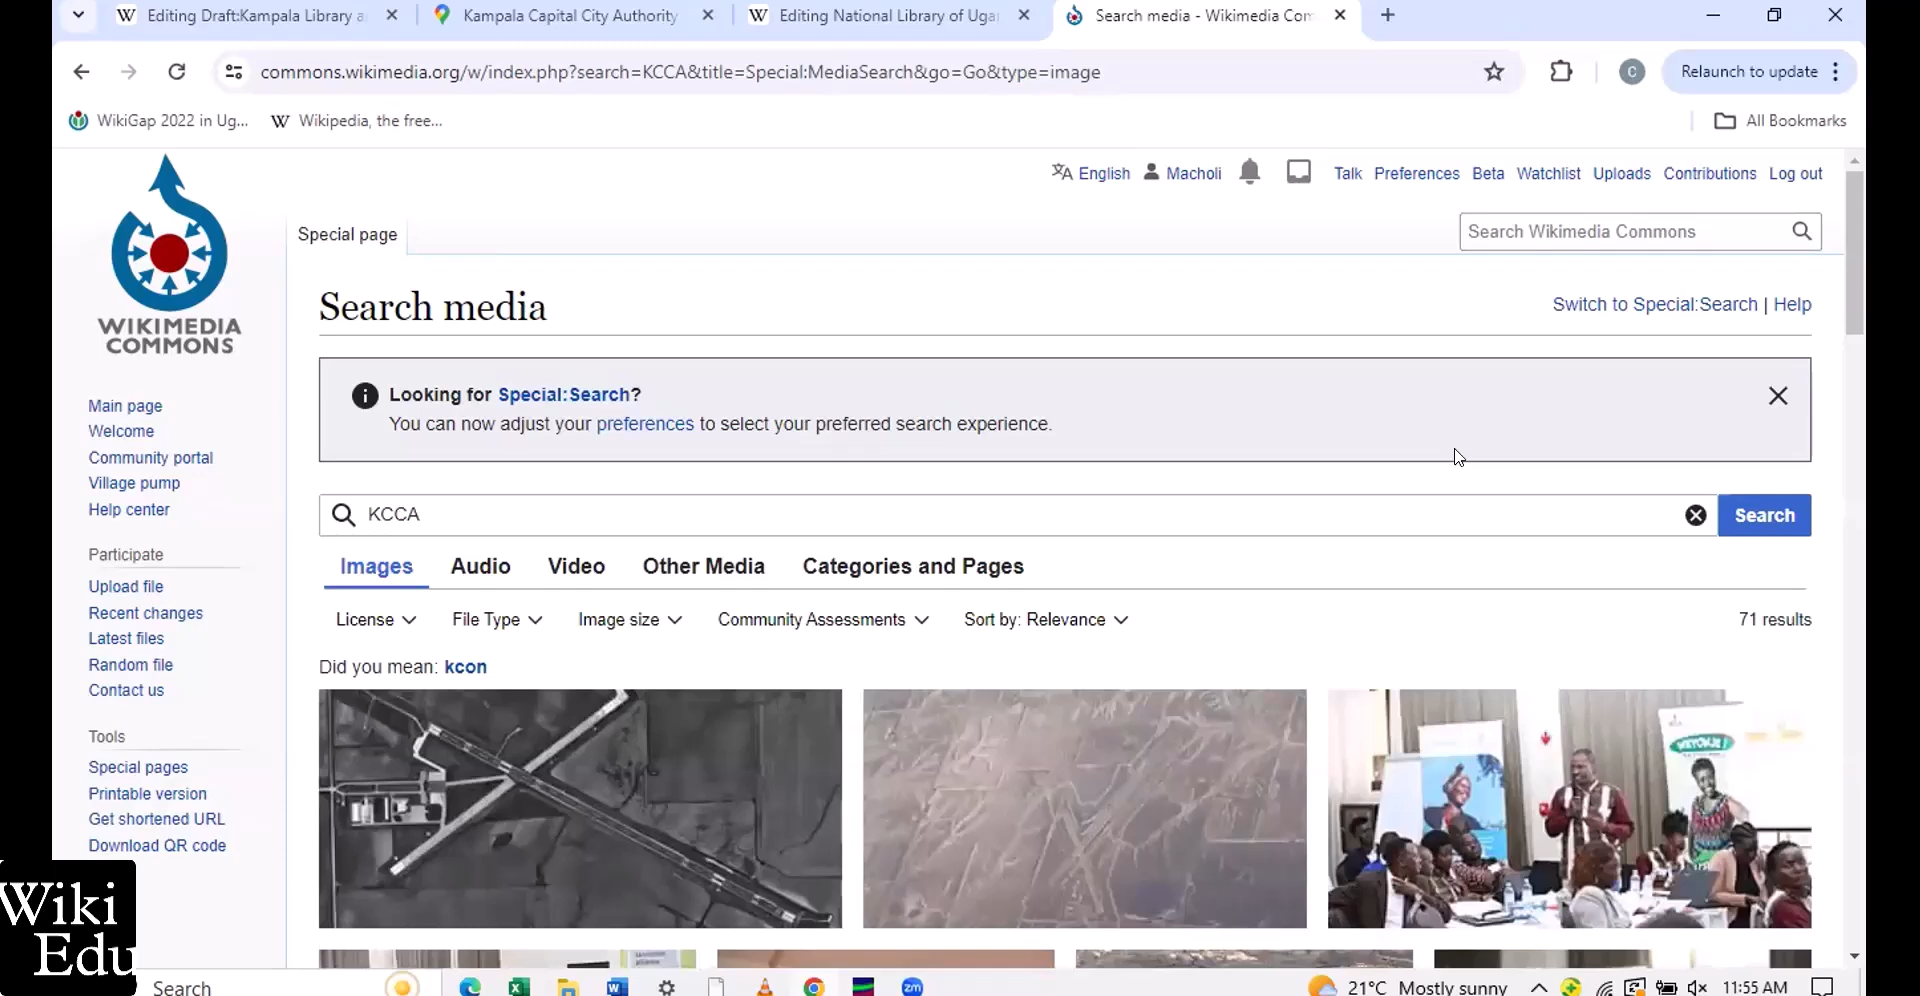 Editing Draft:Kampala Library a
Kampala Capital City Authority
Editing National Library of Ugan
Search media - Wikimedia Com
commons.wikimedia.org/w/index.php?search=KCCA&title=Special:MediaSearch&go=Go&type=image
C
Relaunch to update
WikiGap 2022 in Ug...
Wikipedia, the free...
All Bookmarks
English
Macholi
Talk
Preferences
Beta
Watchlist
Uploads
Contributions
Log out
Special page
Search Wikimedia Commons
WIKIMEDIA
COMMONS
Search media
Switch to Special:Search | Help
Looking for Special:Search?
You can now adjust your preferences to select your preferred search experience.
Main page
Welcome
Community portal
Village pump
Help center
KCCA
Search
Images
Audio
Video
Other Media
Categories and Pages
Participate
Upload file
Recent changes
Latest files
Random file
Contact us
License
File Type
Image size
Community Assessments
Sort by: Relevance
71 results
Did you mean: kcon
Tools
Special pages
Printable version
Get shortened URL
Download QR code
WEYONJE!
Wiki
Edu
Search
zm
21°C Mostly sunny
11:55 AM